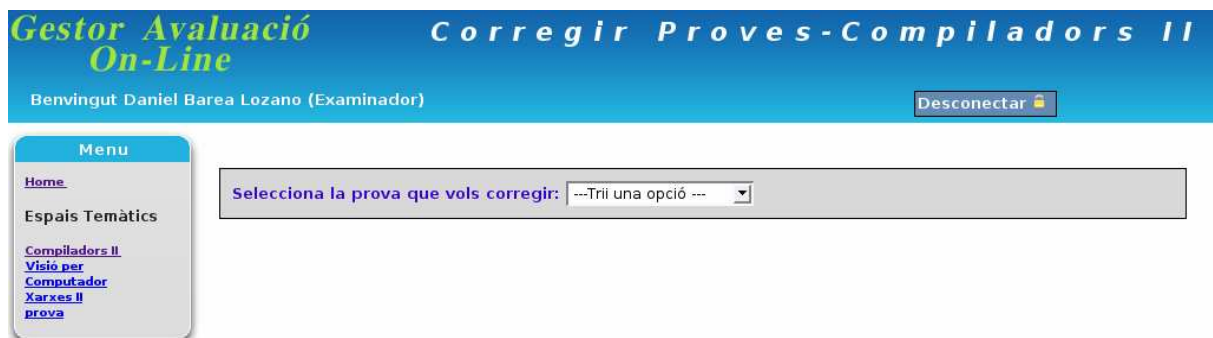 Gestor Avaluació
On-Line
Corregir Proves-Compiladors II
Benvingut Daniel Barea Lozano (Examinador)
Desconectar
Menu
Home
Espais Temàtics
Compiladors II
Visió per
Computador
Xarxes II
prova
Selecciona la prova que vols corregir: ---Trii una opció ---